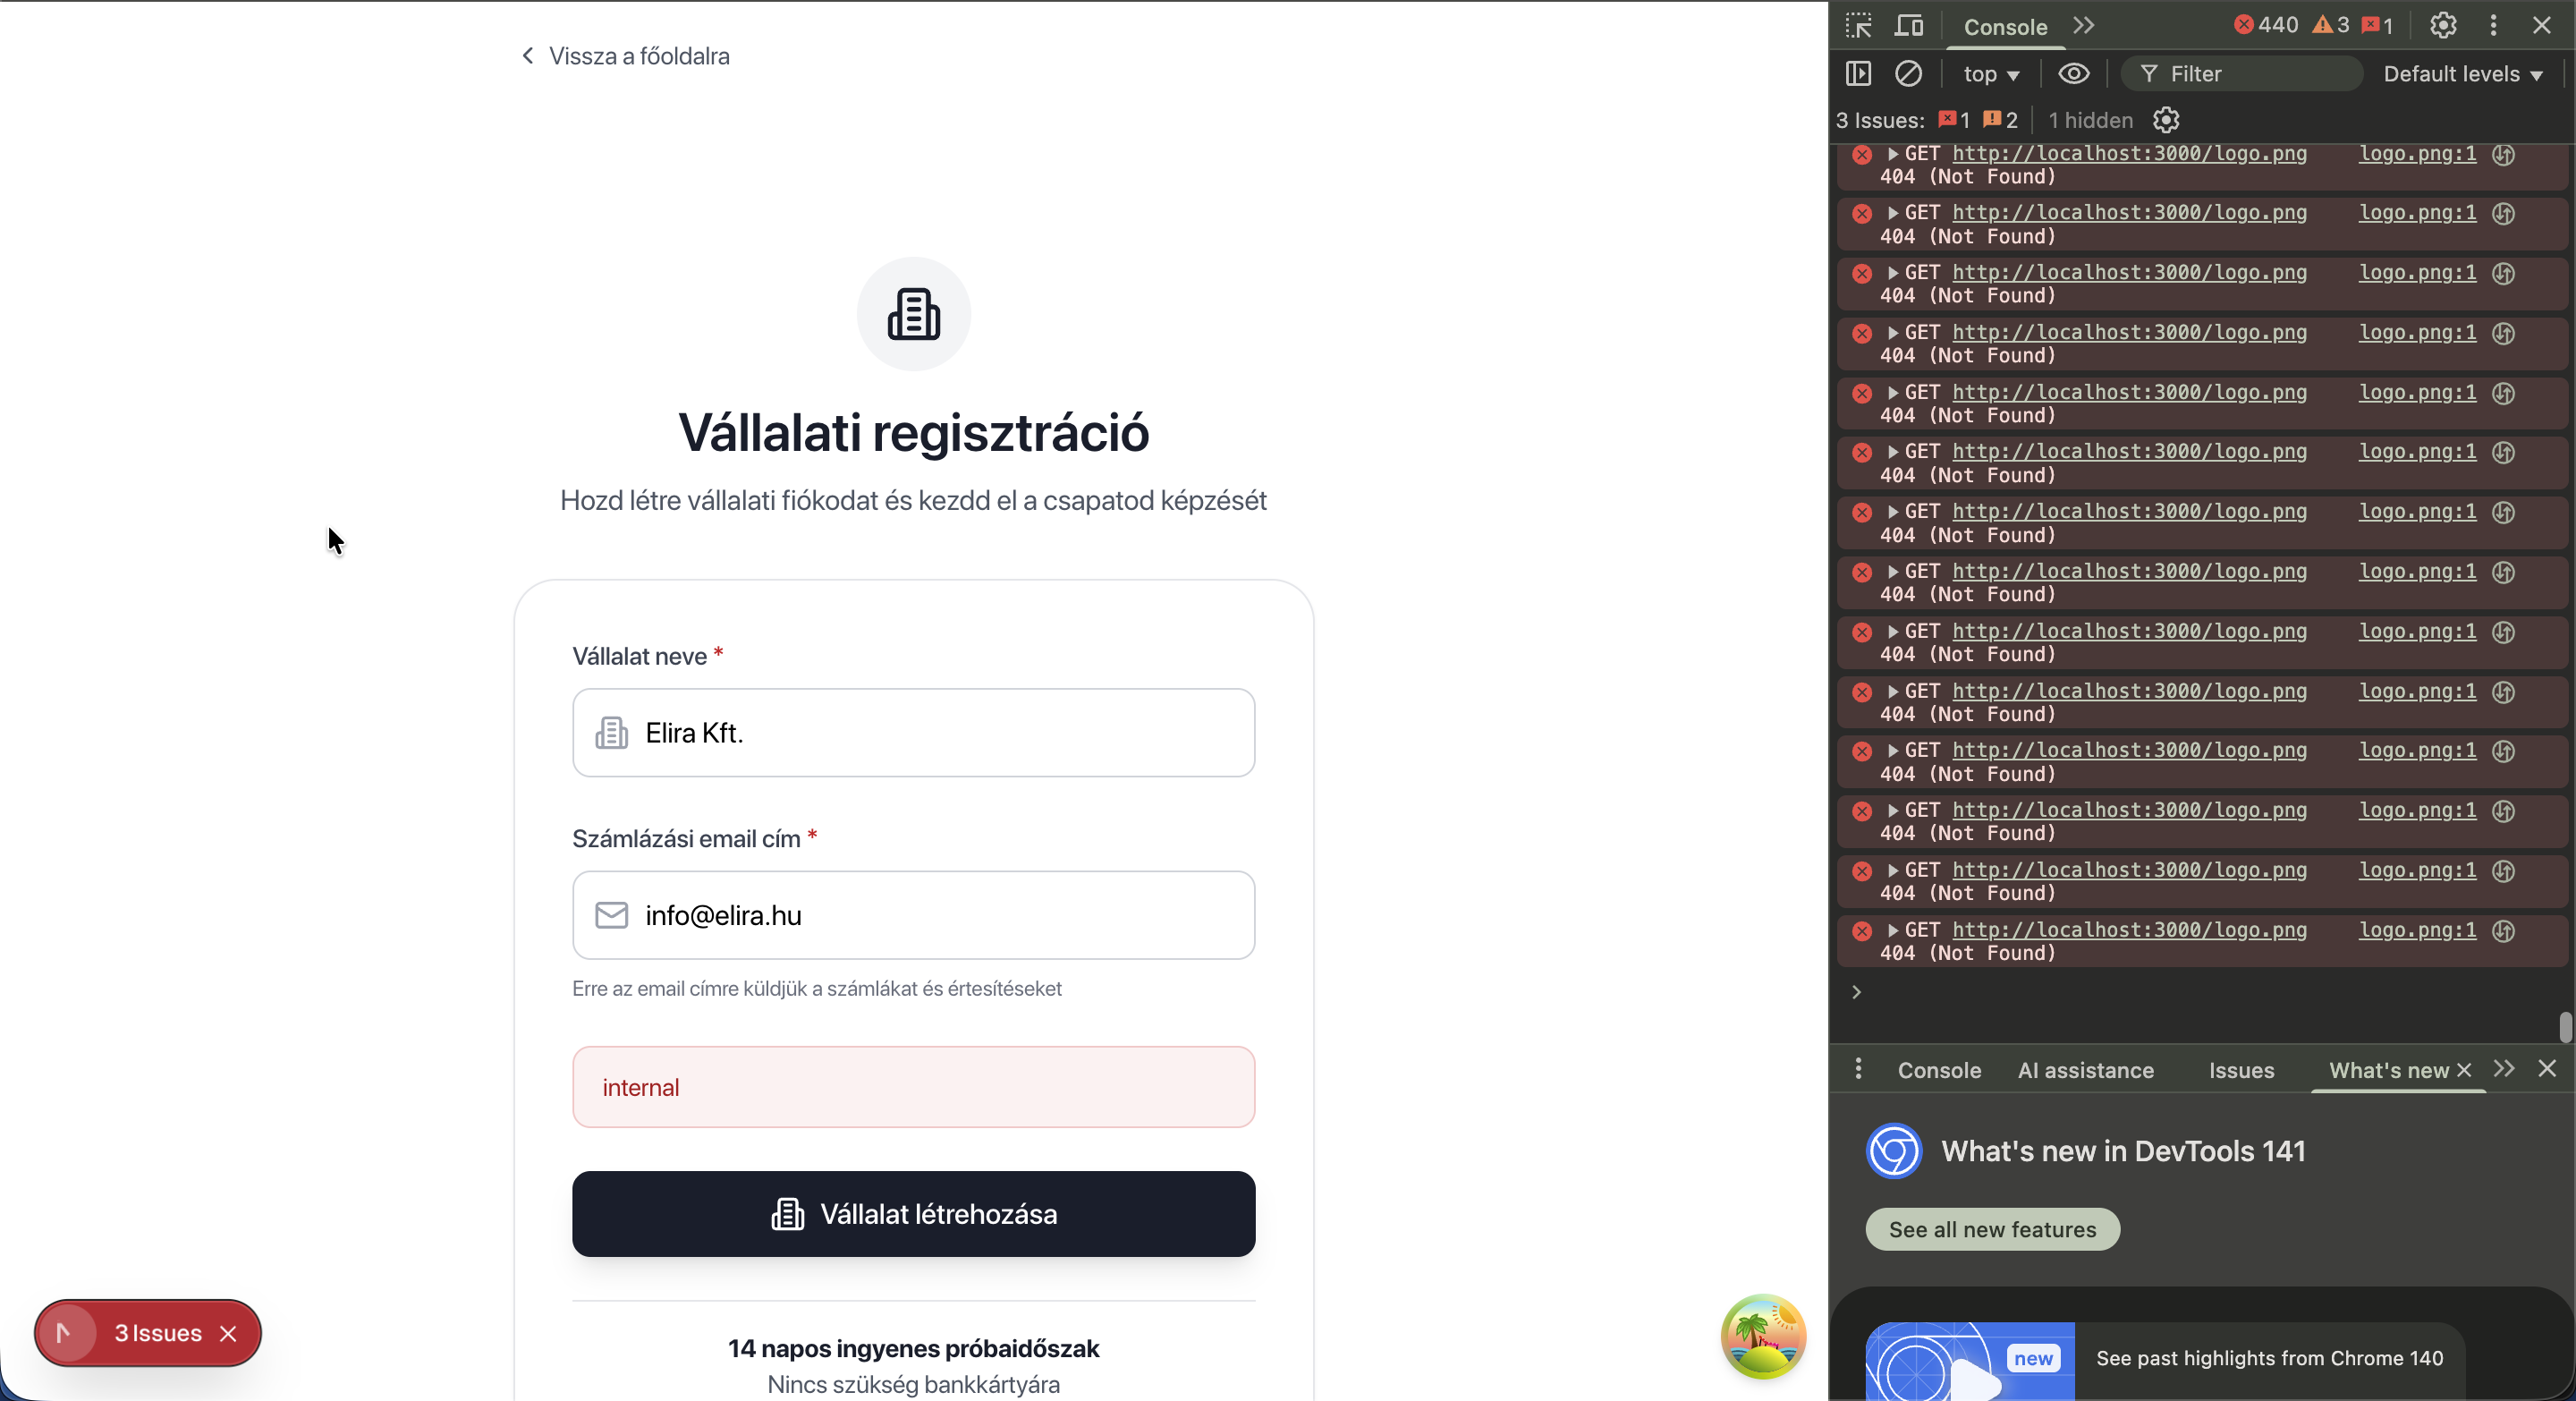 Vissza a főoldalra
Vállalati regisztráció
Hozd létre vállalati fiókodat és kezdd el a csapatod képzését
Vállalat neve *
Elira Kft.
Számlázási email cím *
info@elira.hu
Erre az email címre küldjük a számlákat és értesítéseket
internal
Vállalat létrehozása
14 napos ingyenes próbaidőszak
Nincs szükség bankkártyára
3 Issues
Console
440 3 1
top Filter Default levels
3 Issues: 1 2 1 hidden
GET http://localhost:3000/logo.png logo.png:1
404 (Not Found)
GET http://localhost:3000/logo.png logo.png:1
404 (Not Found)
GET http://localhost:3000/logo.png logo.png:1
404 (Not Found)
GET http://localhost:3000/logo.png logo.png:1
404 (Not Found)
GET http://localhost:3000/logo.png logo.png:1
404 (Not Found)
GET http://localhost:3000/logo.png logo.png:1
404 (Not Found)
GET http://localhost:3000/logo.png logo.png:1
404 (Not Found)
GET http://localhost:3000/logo.png logo.png:1
404 (Not Found)
GET http://localhost:3000/logo.png logo.png:1
404 (Not Found)
GET http://localhost:3000/logo.png logo.png:1
404 (Not Found)
GET http://localhost:3000/logo.png logo.png:1
404 (Not Found)
GET http://localhost:3000/logo.png logo.png:1
404 (Not Found)
GET http://localhost:3000/logo.png logo.png:1
404 (Not Found)
GET http://localhost:3000/logo.png logo.png:1
404 (Not Found)
Console AI assistance Issues What's new
What's new in DevTools 141
See all new features
new
See past highlights from Chrome 140